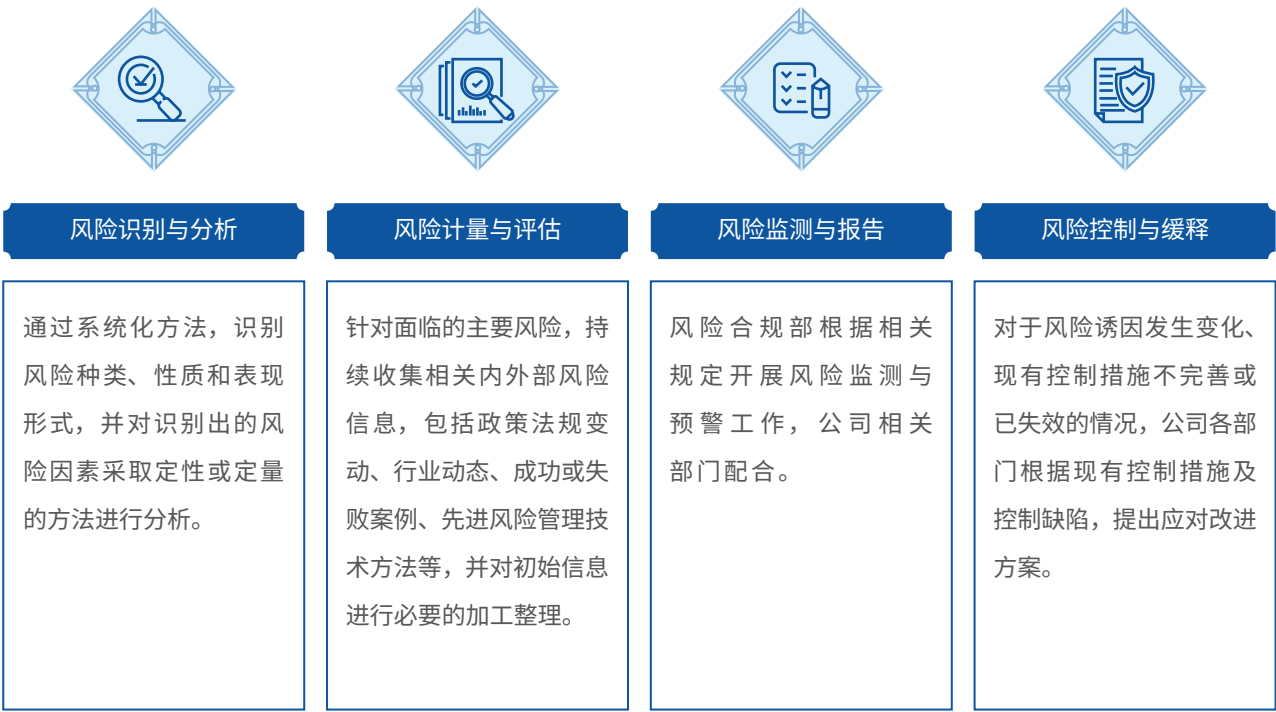 风险识别与分析
通过系统化方法，识别
风险种类、性质和表现
形式，并对识别出的风
险因素采取定性或定量
的方法进行分析。
风险计量与评估
针对面临的主要风险，持
续收集相关内外部风险
信息，包括政策法规变
动、行业动态、成功或失
败案例、先进风险管理技
术方法等，并对初始信息
进行必要的加工整理。
风险监测与报告
风险合规部根据相关
规定开展风险监测与
预警工作，公司相关
部门配合。
风险控制与缓释
对于风险诱因发生变化、
现有控制措施不完善或
已失效的情况，公司各部
门根据现有控制措施及
控制缺陷，提出应对改进
方案。